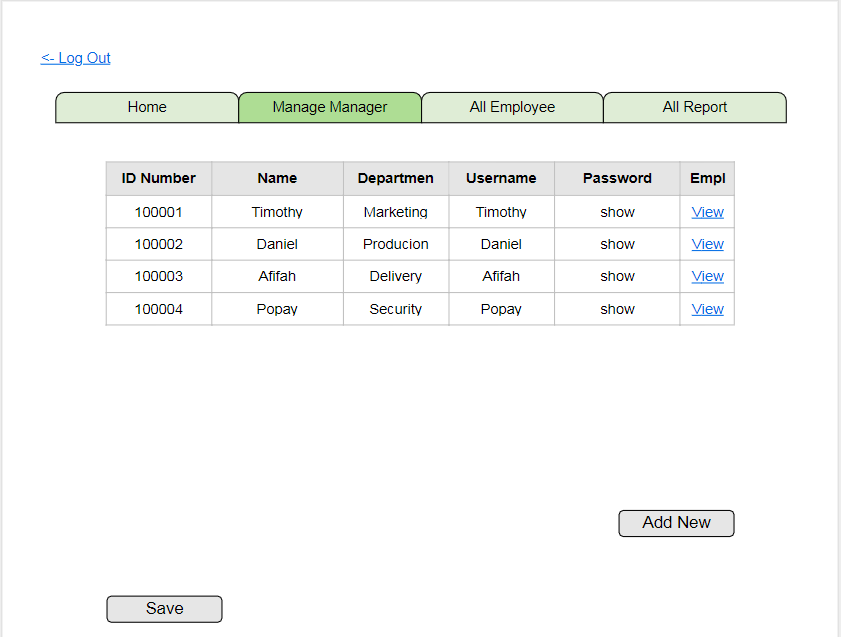 <- Log Out
Home Manage Manager All Employee All Report
ID Number Name Departmen Username Password Empl
100001 Timothy Marketing Timothy show View
100002 Daniel Producion Daniel show View
100003 Afifah Delivery Afifah show View
100004 Popay Security Popay show View
Add New
Save